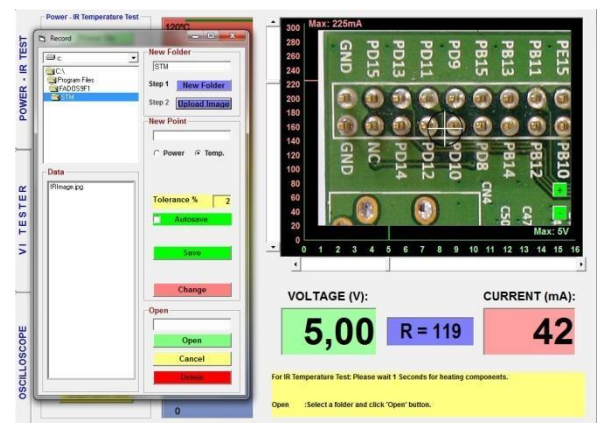 Power - IR Temperature Test
120°C
POWER - IR TEST
VI TESTER
OSCILLOSCOPE
Record
c:
C:\
Program Files
FADOS9F1
STM
Data
IRImage.jpg
New Folder
STM
Step 1 New Folder
Step 2 Upload Image
New Point
Power Temp.
Tolerance % 2
Autosave
Save
Change
Open
Open
Cancel
Delete
0
Max: 225mA
300
280
260
240
220
200
180
160
140
120
100
80
60
40
20
0
GND PD15 PD13 PD11 PD9 PB15 PB13 PB11 PE15
GND NC PD14 PD12 PD10 PD8 PB14 PB12 PB10
CN4 C50 C47
+
-
Max: 5V
0 1 2 3 4 5 6 7 8 9 10 11 12 13 14 15 16
VOLTAGE (V): CURRENT (mA):
5,00 R = 119 42
For IR Temperature Test: Please wait 1 Seconds for heating components.
Open :Select a folder and click 'Open' button.